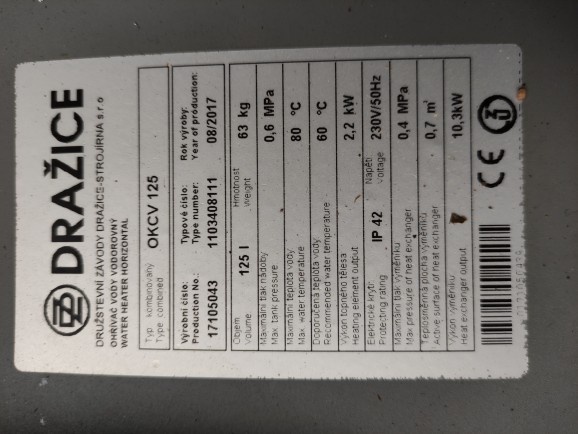 DRAŽICE
DRUŽSTEVNÍ ZÁVODY DRAŽICE-STROJÍRNA s.r.o
OHŘÍVAČ VODY VODOROVNÝ
WATER HEATER HORIZONTAL
Typ kombinovaný
Type combined
OKCV 125
Výrobní číslo: Typové číslo: Rok výroby:
Production No.: Type number: Year of production:
17105043 1103408111 08/2017
Objem 125 l Hmotnost 63 kg
Volume Weight
Maximální tlak nádoby 0,6 MPa
Max. tank pressure
Maximální teplota vody 80 °C
Max. water temperature
Doporučená teplota vody 60 °C
Recommended water temperature
Výkon topného tělesa 2,2 kW
Heating element output
Elektrické krytí IP 42 Napětí 230V/50Hz
Protecting rating Voltage
Maximální tlak výměníku 0,4 MPa
Max pressure of heat exchanger
Teplosměnná plocha výměníku 0,7 m²
Active surface of heat exchanger
Výkon výměníku 10,3kW
Heat exchanger output
CE